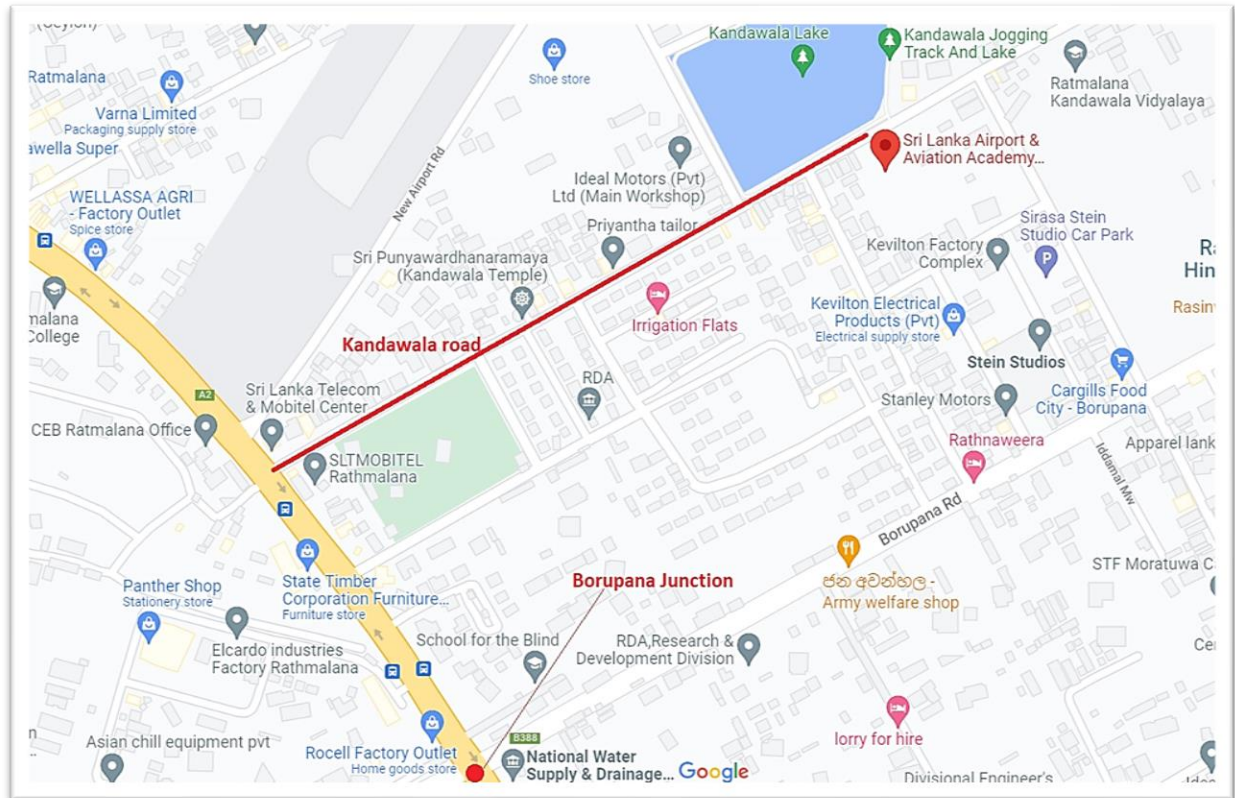 (Ceylon)
Ratmalana
Varna Limited
Packaging supply store
awella Super
WELLASSA AGRI
- Factory Outlet
Spice store
malana
College
Shoe store
New Airport Rd
Kandawala Lake
Kandawala Jogging
Track And Lake
Ratmalana
Kandawala Vidyalaya
Sri Lanka Airport &
Aviation Academy...
Ideal Motors (Pvt)
Ltd (Main Workshop)
Priyantha tailor
Sri Punyawardhanaramaya
(Kandawala Temple)
Kevilton Factory
Complex
Sirasa Stein
Studio Car Park
P
Hin
Rasin
Irrigation Flats
Kevilton Electrical
Products (Pvt)
Electrical supply store
Kandawala road
Stein Studios
Cargills Food
City - Borupana
A2
Sri Lanka Telecom
& Mobitel Center
RDA
Stanley Motors
CEB Ratmalana Office
SLTMOBITEL
Rathmalana
Rathnaweera
Apparel lank
Iddamal Mw
Borupana Rd
State Timber
Corporation Furniture...
Furniture store
Panther Shop
Stationery store
Borupana Junction
ජන අවන්හල -
Army welfare shop
STF Moratuwa C
Elcardo industries
Factory Rathmalana
School for the Blind
RDA,Research &
Development Division
Ce
lorry for hire
Asian chill equipment pvt
Rocell Factory Outlet
Home goods store
B388
National Water
Supply & Drainage...
Google
Divisional Engineer's